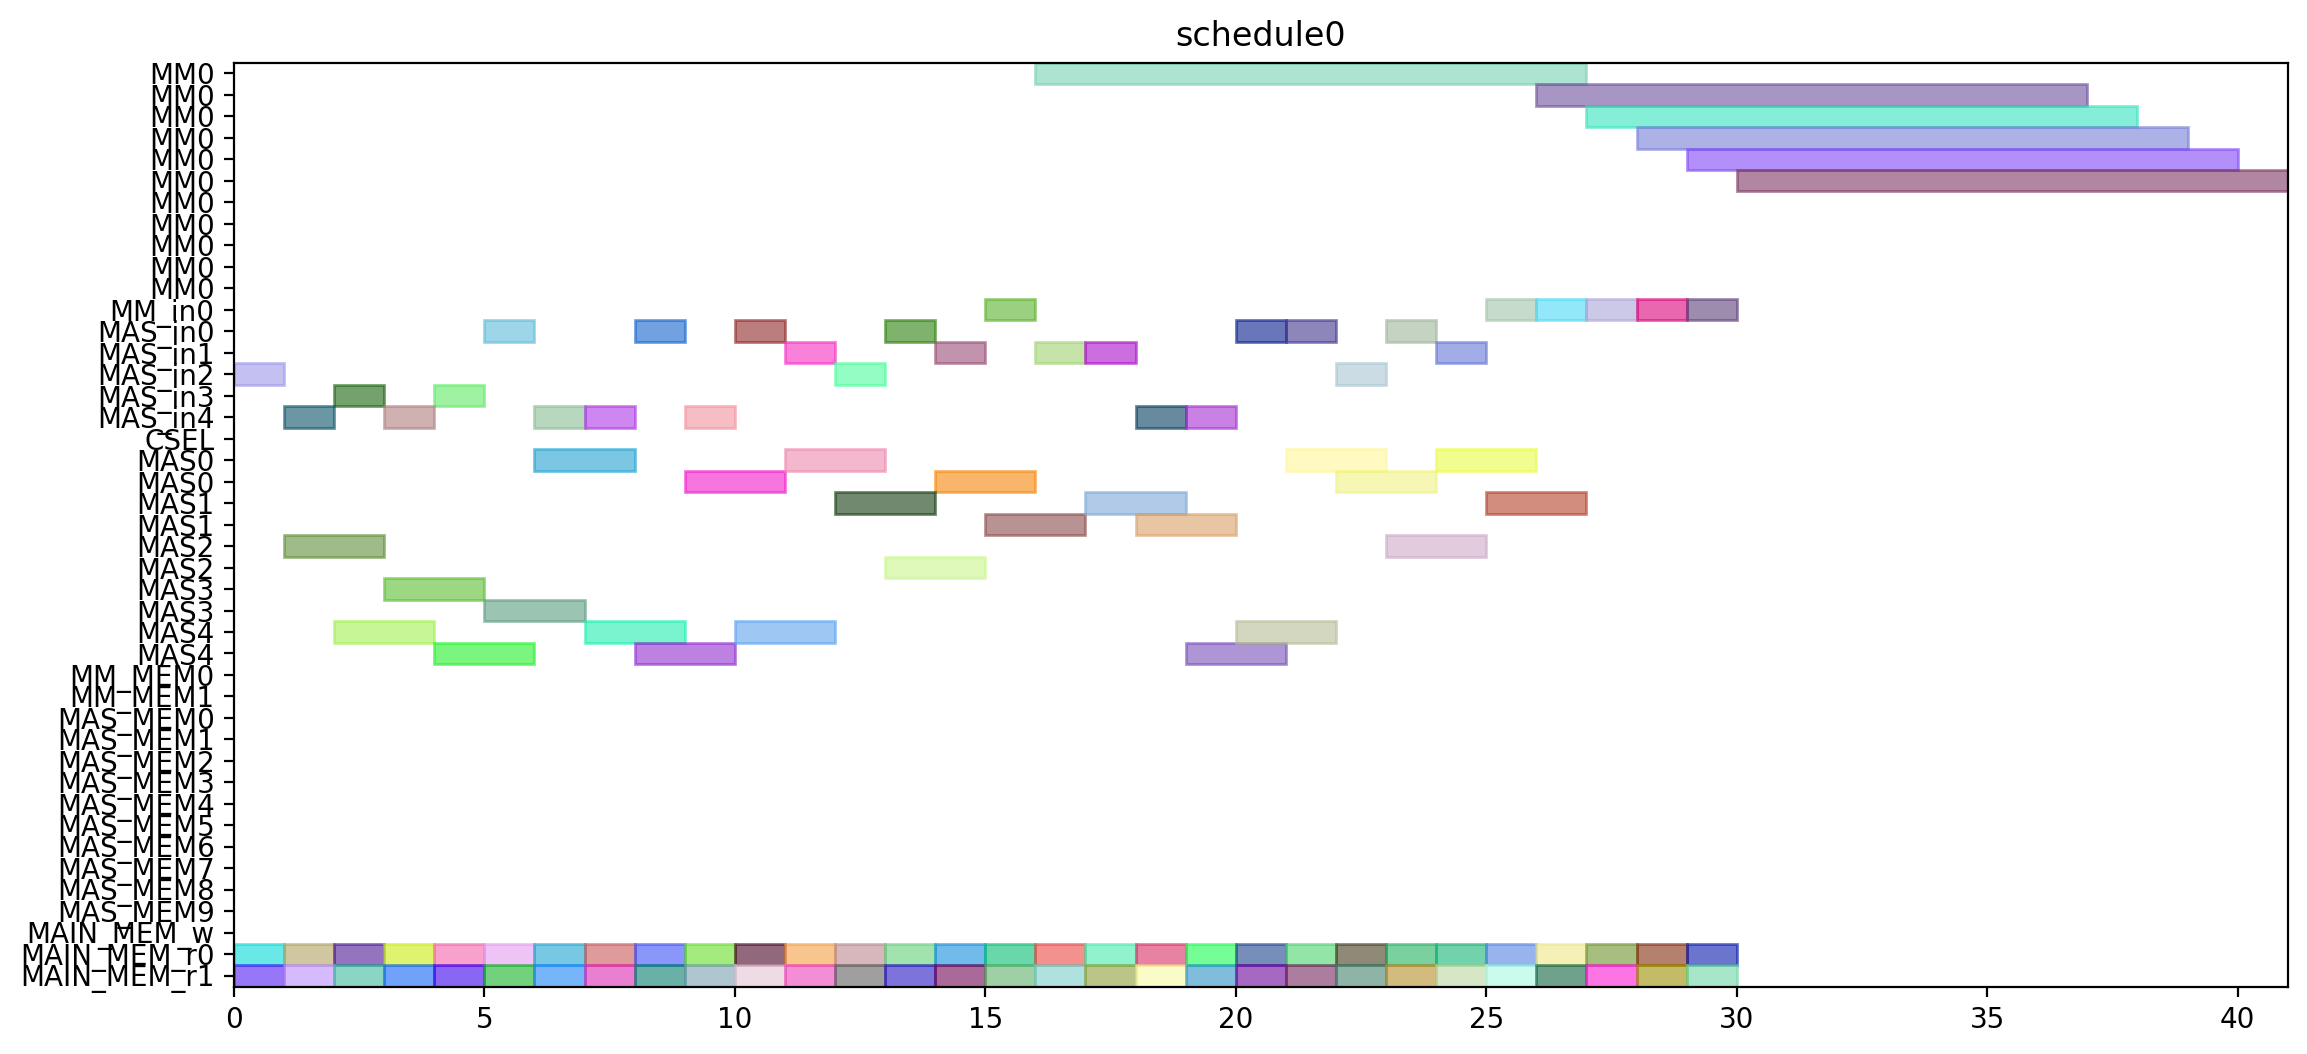 schedule0
MM0
MM0
MM0
MM0
MM0
MM0
MM0
MM0
MM0
MM0
MM0
MM_in0
MAS_in0
MAS_in1
MAS_in2
MAS_in3
MAS_in4
CSEL
MAS0
MAS0
MAS1
MAS1
MAS2
MAS2
MAS3
MAS3
MAS4
MAS4
MM_MEM0
MM_MEM1
MAS_MEM0
MAS_MEM1
MAS_MEM2
MAS_MEM3
MAS_MEM4
MAS_MEM5
MAS_MEM6
MAS_MEM7
MAS_MEM8
MAS_MEM9
MAIN_MEM_w
MAIN_MEM_r0
MAIN_MEM_r1
0 5 10 15 20 25 30 35 40